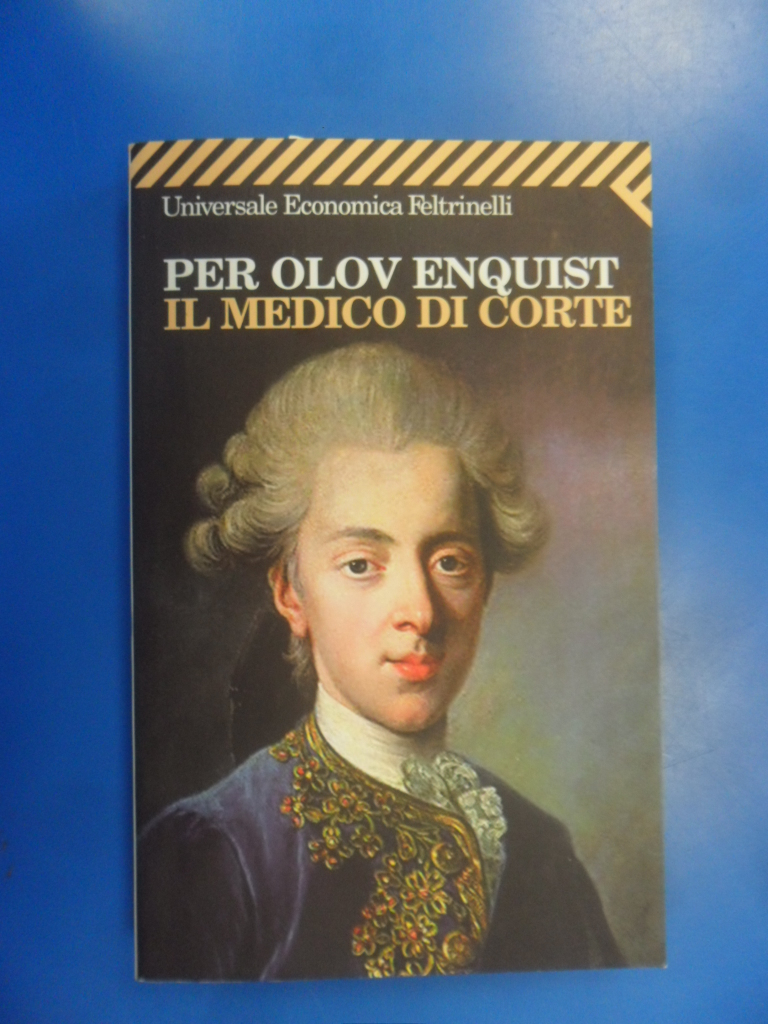 Universale Economica Feltrinelli
PER OLOV ENQUIST
IL MEDICO DI CORTE